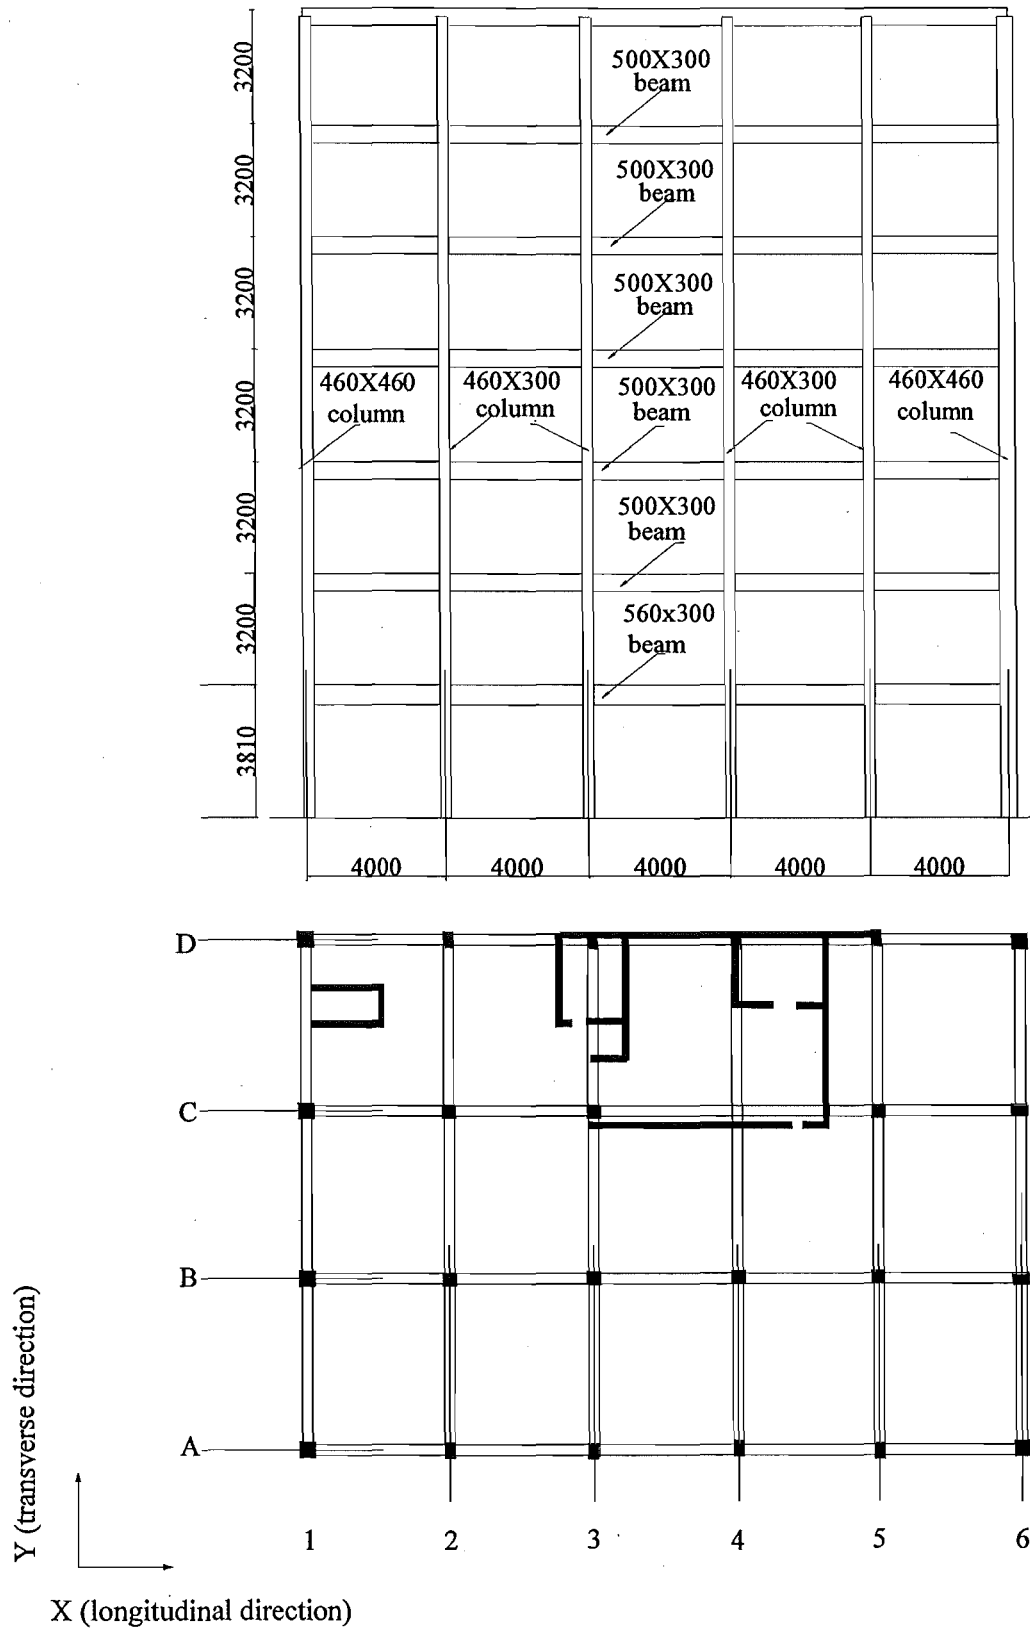 3200
500X300
beam
3200
500X300
beam
3200
500X300
beam
3200
460X460
column
460X300
column
500X300
beam
460X300
column
460X460
column
3200
500X300
beam
3200
560x300
beam
3810
4000 4000 4000 4000 4000
D
C
B
A
1 2 3 4 5 6
Y (transverse direction)
X (longitudinal direction)